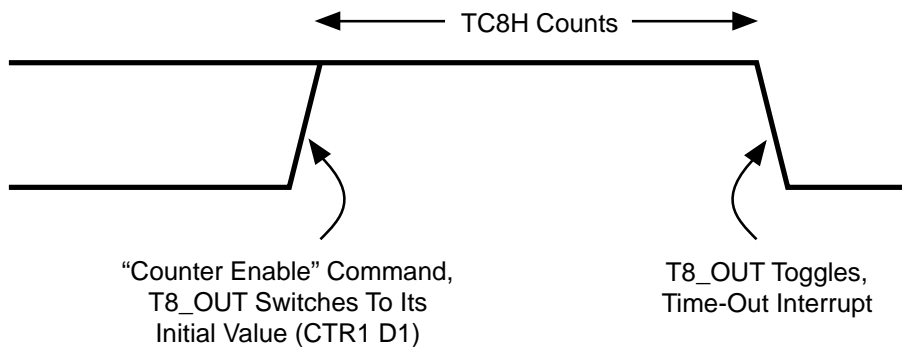 TC8H Counts
“Counter Enable” Command,
T8_OUT Switches To Its
Initial Value (CTR1 D1)
T8_OUT Toggles,
Time-Out Interrupt